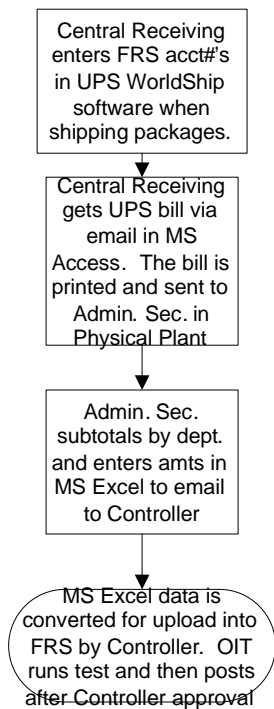 Central Receiving
enters FRS acct#'s
in UPS WorldShip
software when
shipping packages.
Central Receiving
gets UPS bill via
email in MS
Access.  The bill is
printed and sent to
Admin. Sec. in
Physical Plant
Admin. Sec.
subtotals by dept.
and enters amts in
MS Excel to email
to Controller
MS Excel data is
converted for upload into
FRS by Controller.  OIT
runs test and then posts
after Controller approval